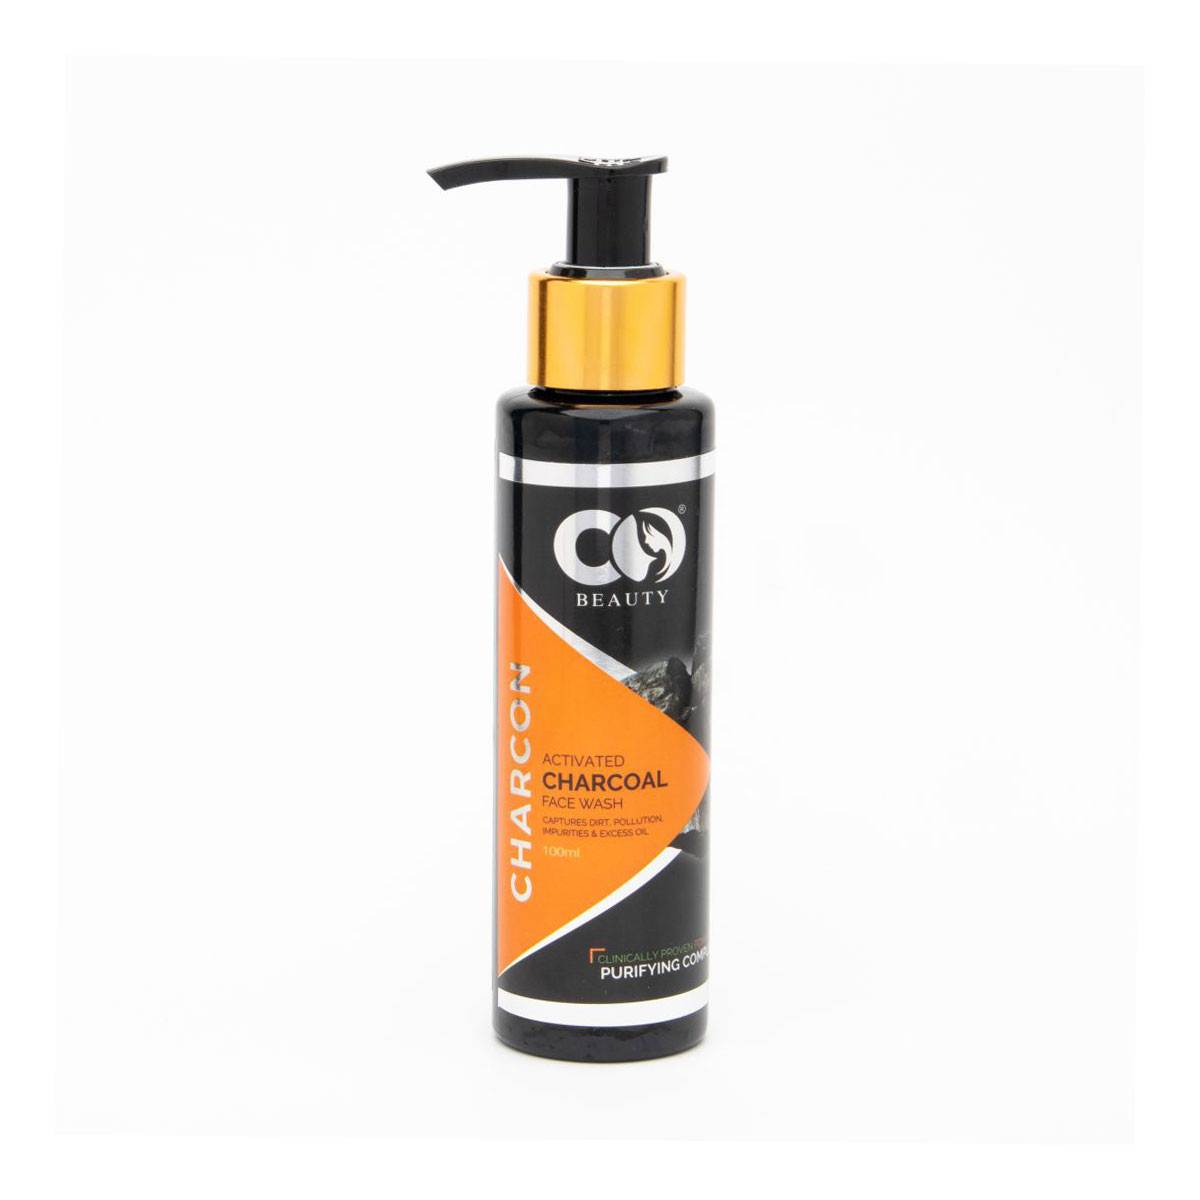 CO®
BEAUTY
CHARCON
ACTIVATED
CHARCOAL
FACE WASH
CAPTURES DIRT, POLLUTION,
IMPURITIES & EXCESS OIL
100ml
CLINICALLY PROVEN
PURIFYING